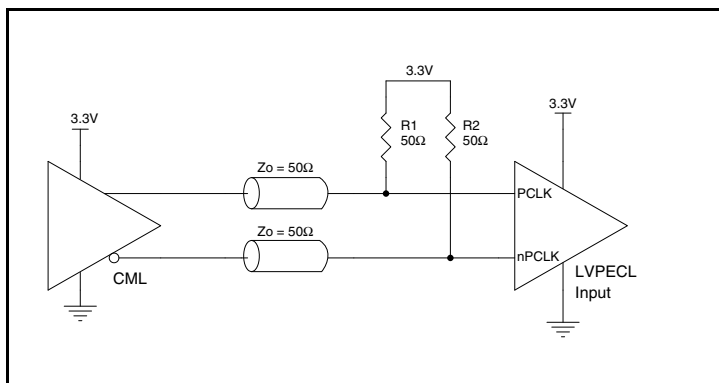 3.3V
3.3V
3.3V
R1
50Ω
R2
50Ω
Zo = 50Ω
PCLK
Zo = 50Ω
nPCLK
CML
LVPECL
Input